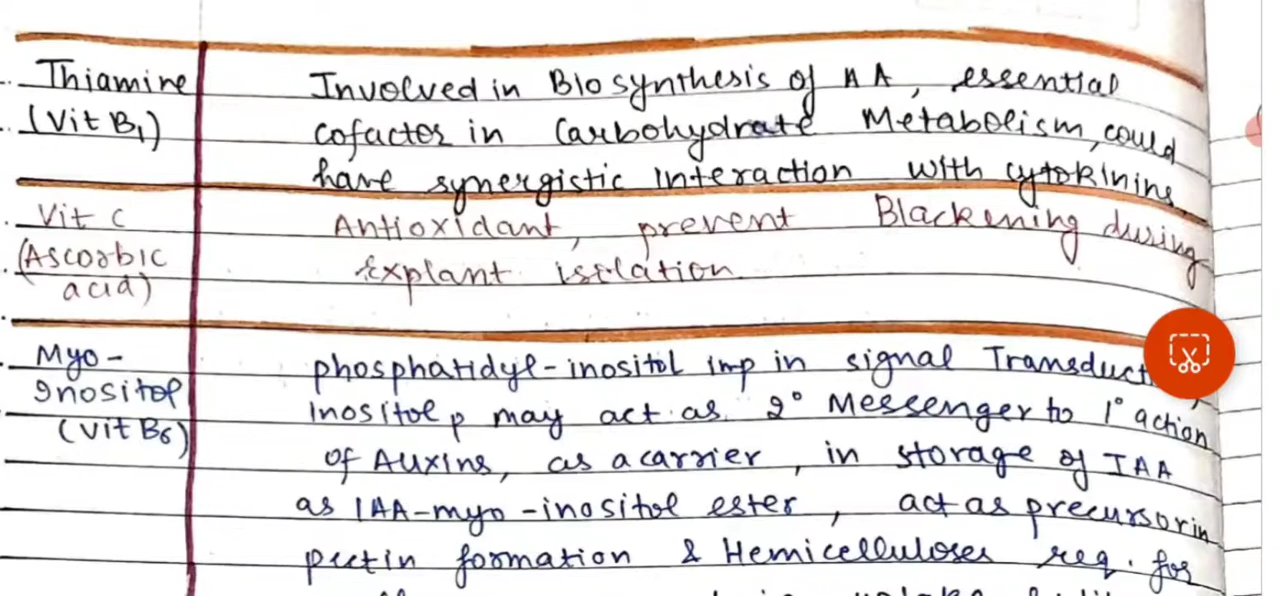 Thiamine
(Vit B₁)
Involved in Biosynthesis of AA, essential
cofactor in Carbohydrate Metabolism, could
have synergistic interaction with cytokinins
Vit C
(Ascorbic
acid)
Antioxidant, prevent Blackening during
Explant isolation
Myo-
Inositol
(Vit B₆)
phosphatidyl-inositol imp in signal
Inositol p may act as 2° Messenger to 1° action
of Auxins, as a carrier, in storage of IAA
as IAA-myo-inositol ester, act as precursor in
pectin formation & Hemicelluloses req. for